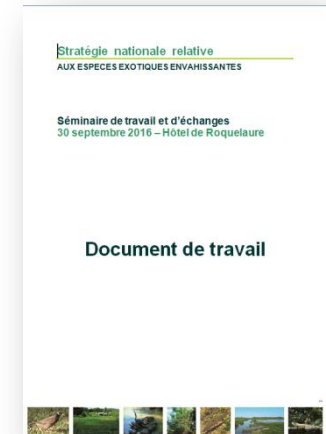 Stratégie nationale relative
AUX ESPECES EXOTIQUES ENVAHISSANTES
Séminaire de travail et d'échanges
30 septembre 2016 – Hôtel de Roquelaure
Document de travail